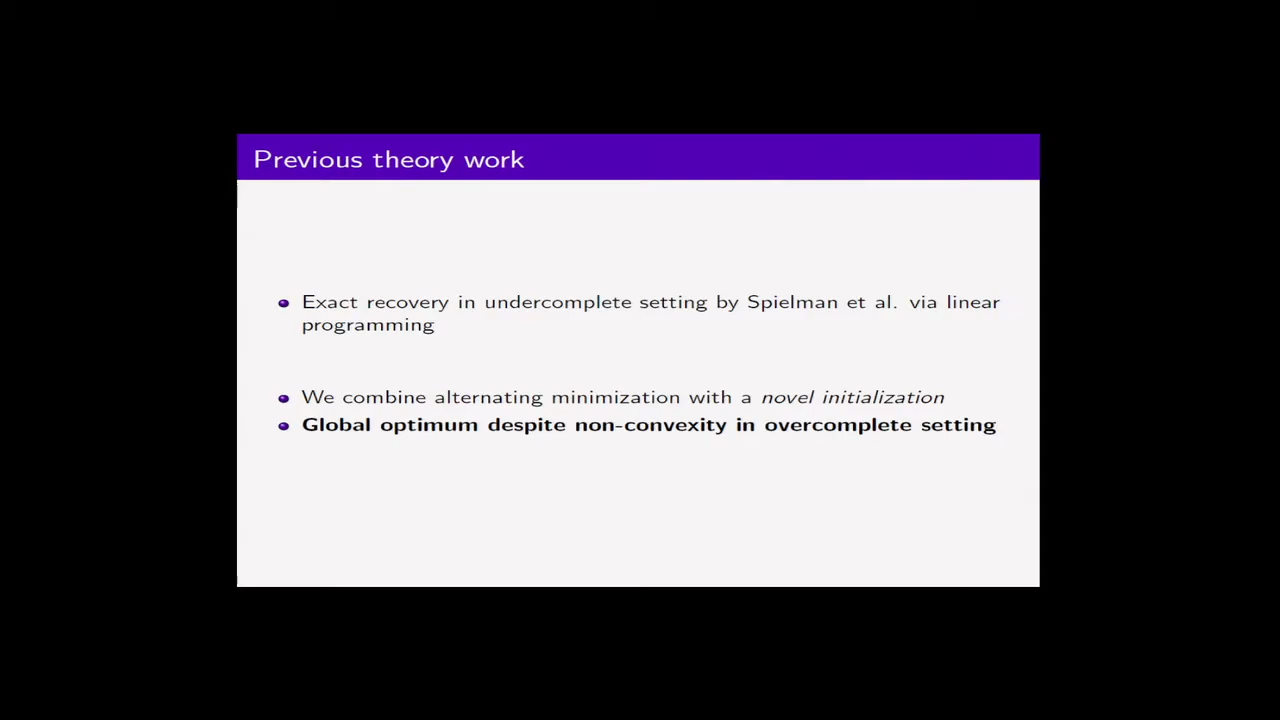 Previous theory work
Exact recovery in undercomplete setting by Spielman et al. via linear
programming
We combine alternating minimization with a novel initialization
Global optimum despite non-convexity in overcomplete setting